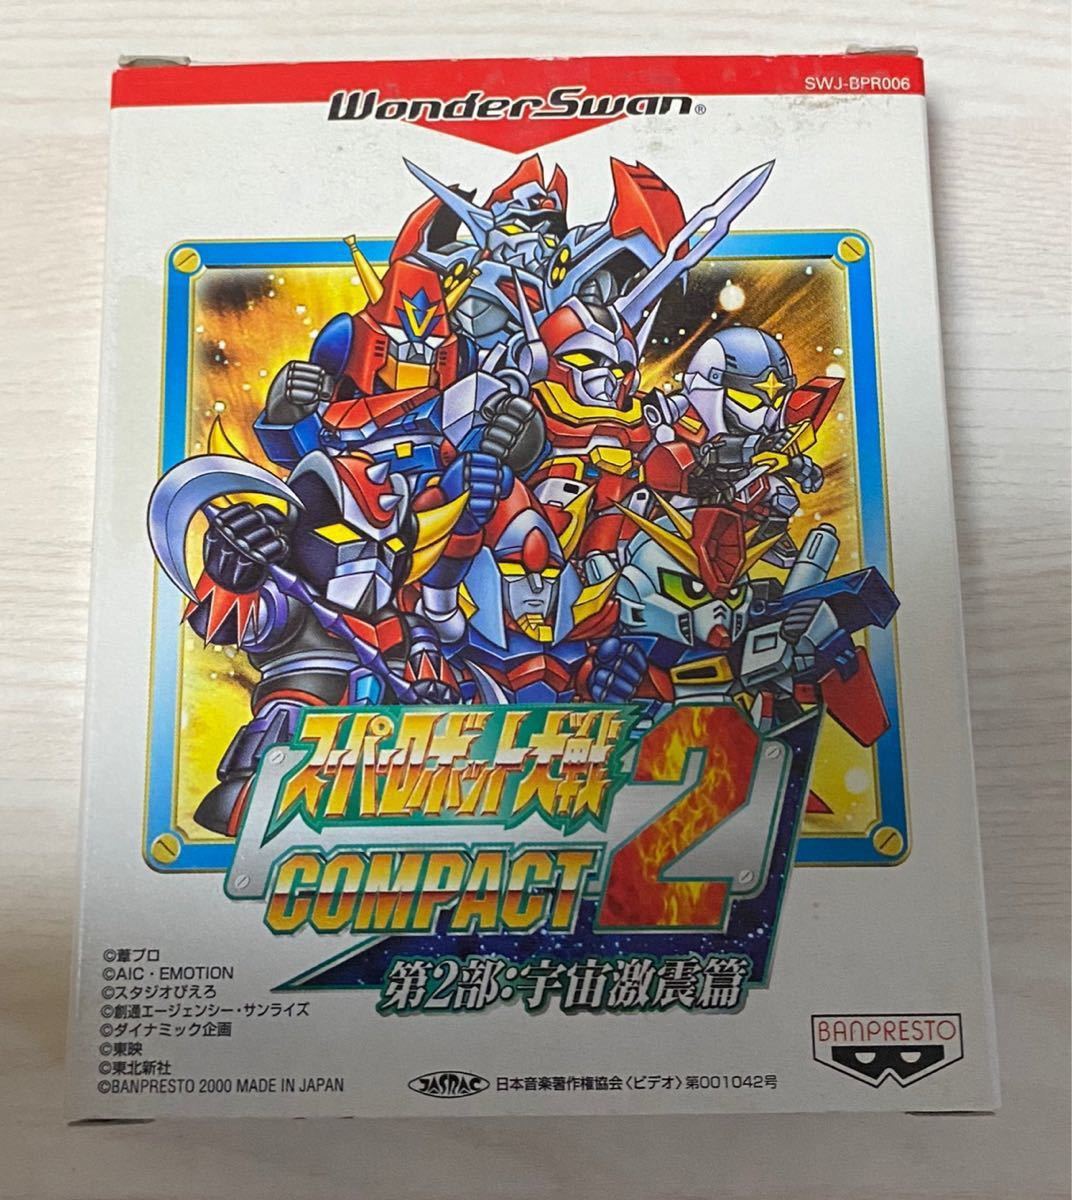 SWJ-BPR006
WonderSwan®
スーパーロボット大戦
COMPACT 2
第2部:宇宙激震篇
©葦プロ
©AIC・EMOTION
©スタジオぴえろ
©創通エージェンシー・サンライズ
©ダイナミック企画
©東映
©東北新社
©BANPRESTO 2000 MADE IN JAPAN
JASRAC 日本音楽著作権協会〈ビデオ〉第001042号
BANPRESTO